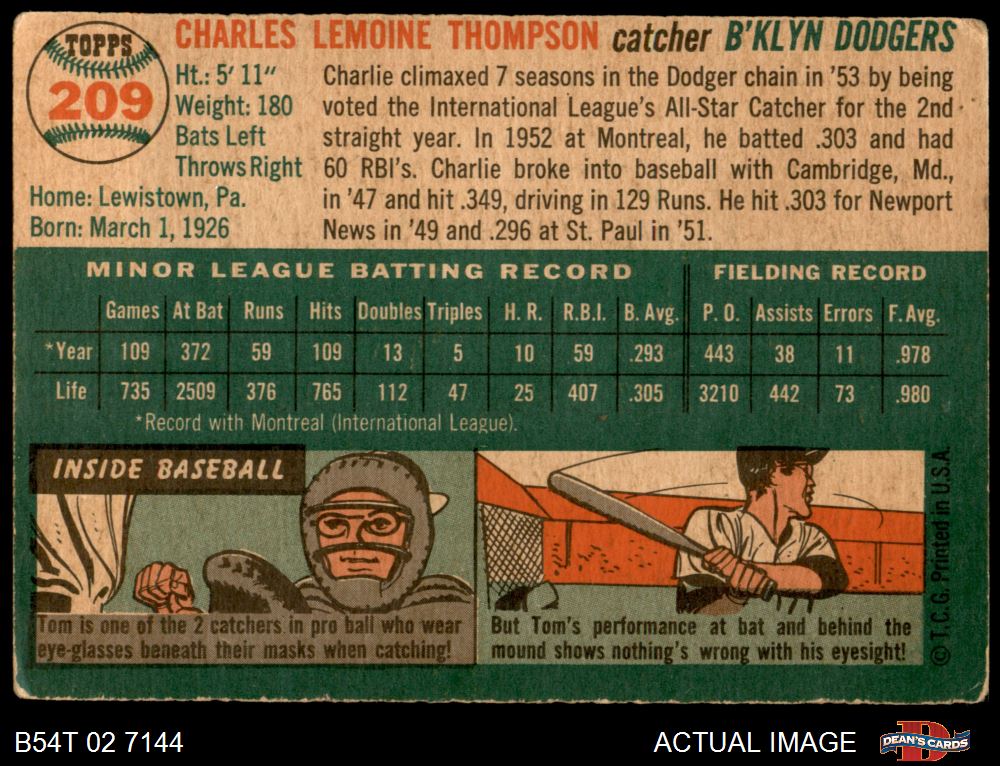 TOPPS
209
CHARLES LEMOINE THOMPSON catcher B'KLYN DODGERS
Ht.: 5' 11"
Weight: 180
Bats Left
Throws Right
Home: Lewistown, Pa.
Born: March 1, 1926
Charlie climaxed 7 seasons in the Dodger chain in '53 by being
voted the International League's All-Star Catcher for the 2nd
straight year. In 1952 at Montreal, he batted .303 and had
60 RBI's. Charlie broke into baseball with Cambridge, Md.,
in '47 and hit .349, driving in 129 Runs. He hit .303 for Newport
News in '49 and .296 at St. Paul in '51.
MINOR LEAGUE BATTING RECORD FIELDING RECORD
Games At Bat Runs Hits Doubles Triples H. R. R.B.I. B. Avg. P. O. Assists Errors F. Avg.
*Year 109 372 59 109 13 5 10 59 .293 443 38 11 .978
Life 735 2509 376 765 112 47 25 407 .305 3210 442 73 .980
*Record with Montreal (International League).
INSIDE BASEBALL
Tom is one of the 2 catchers in pro ball who wear
eye-glasses beneath their masks when catching!
But Tom's performance at bat and behind the
mound shows nothing's wrong with his eyesight!
© T. C. G. Printed in U.S.A.
B54T 02 7144
ACTUAL IMAGE
D
DEAN'S CARDS